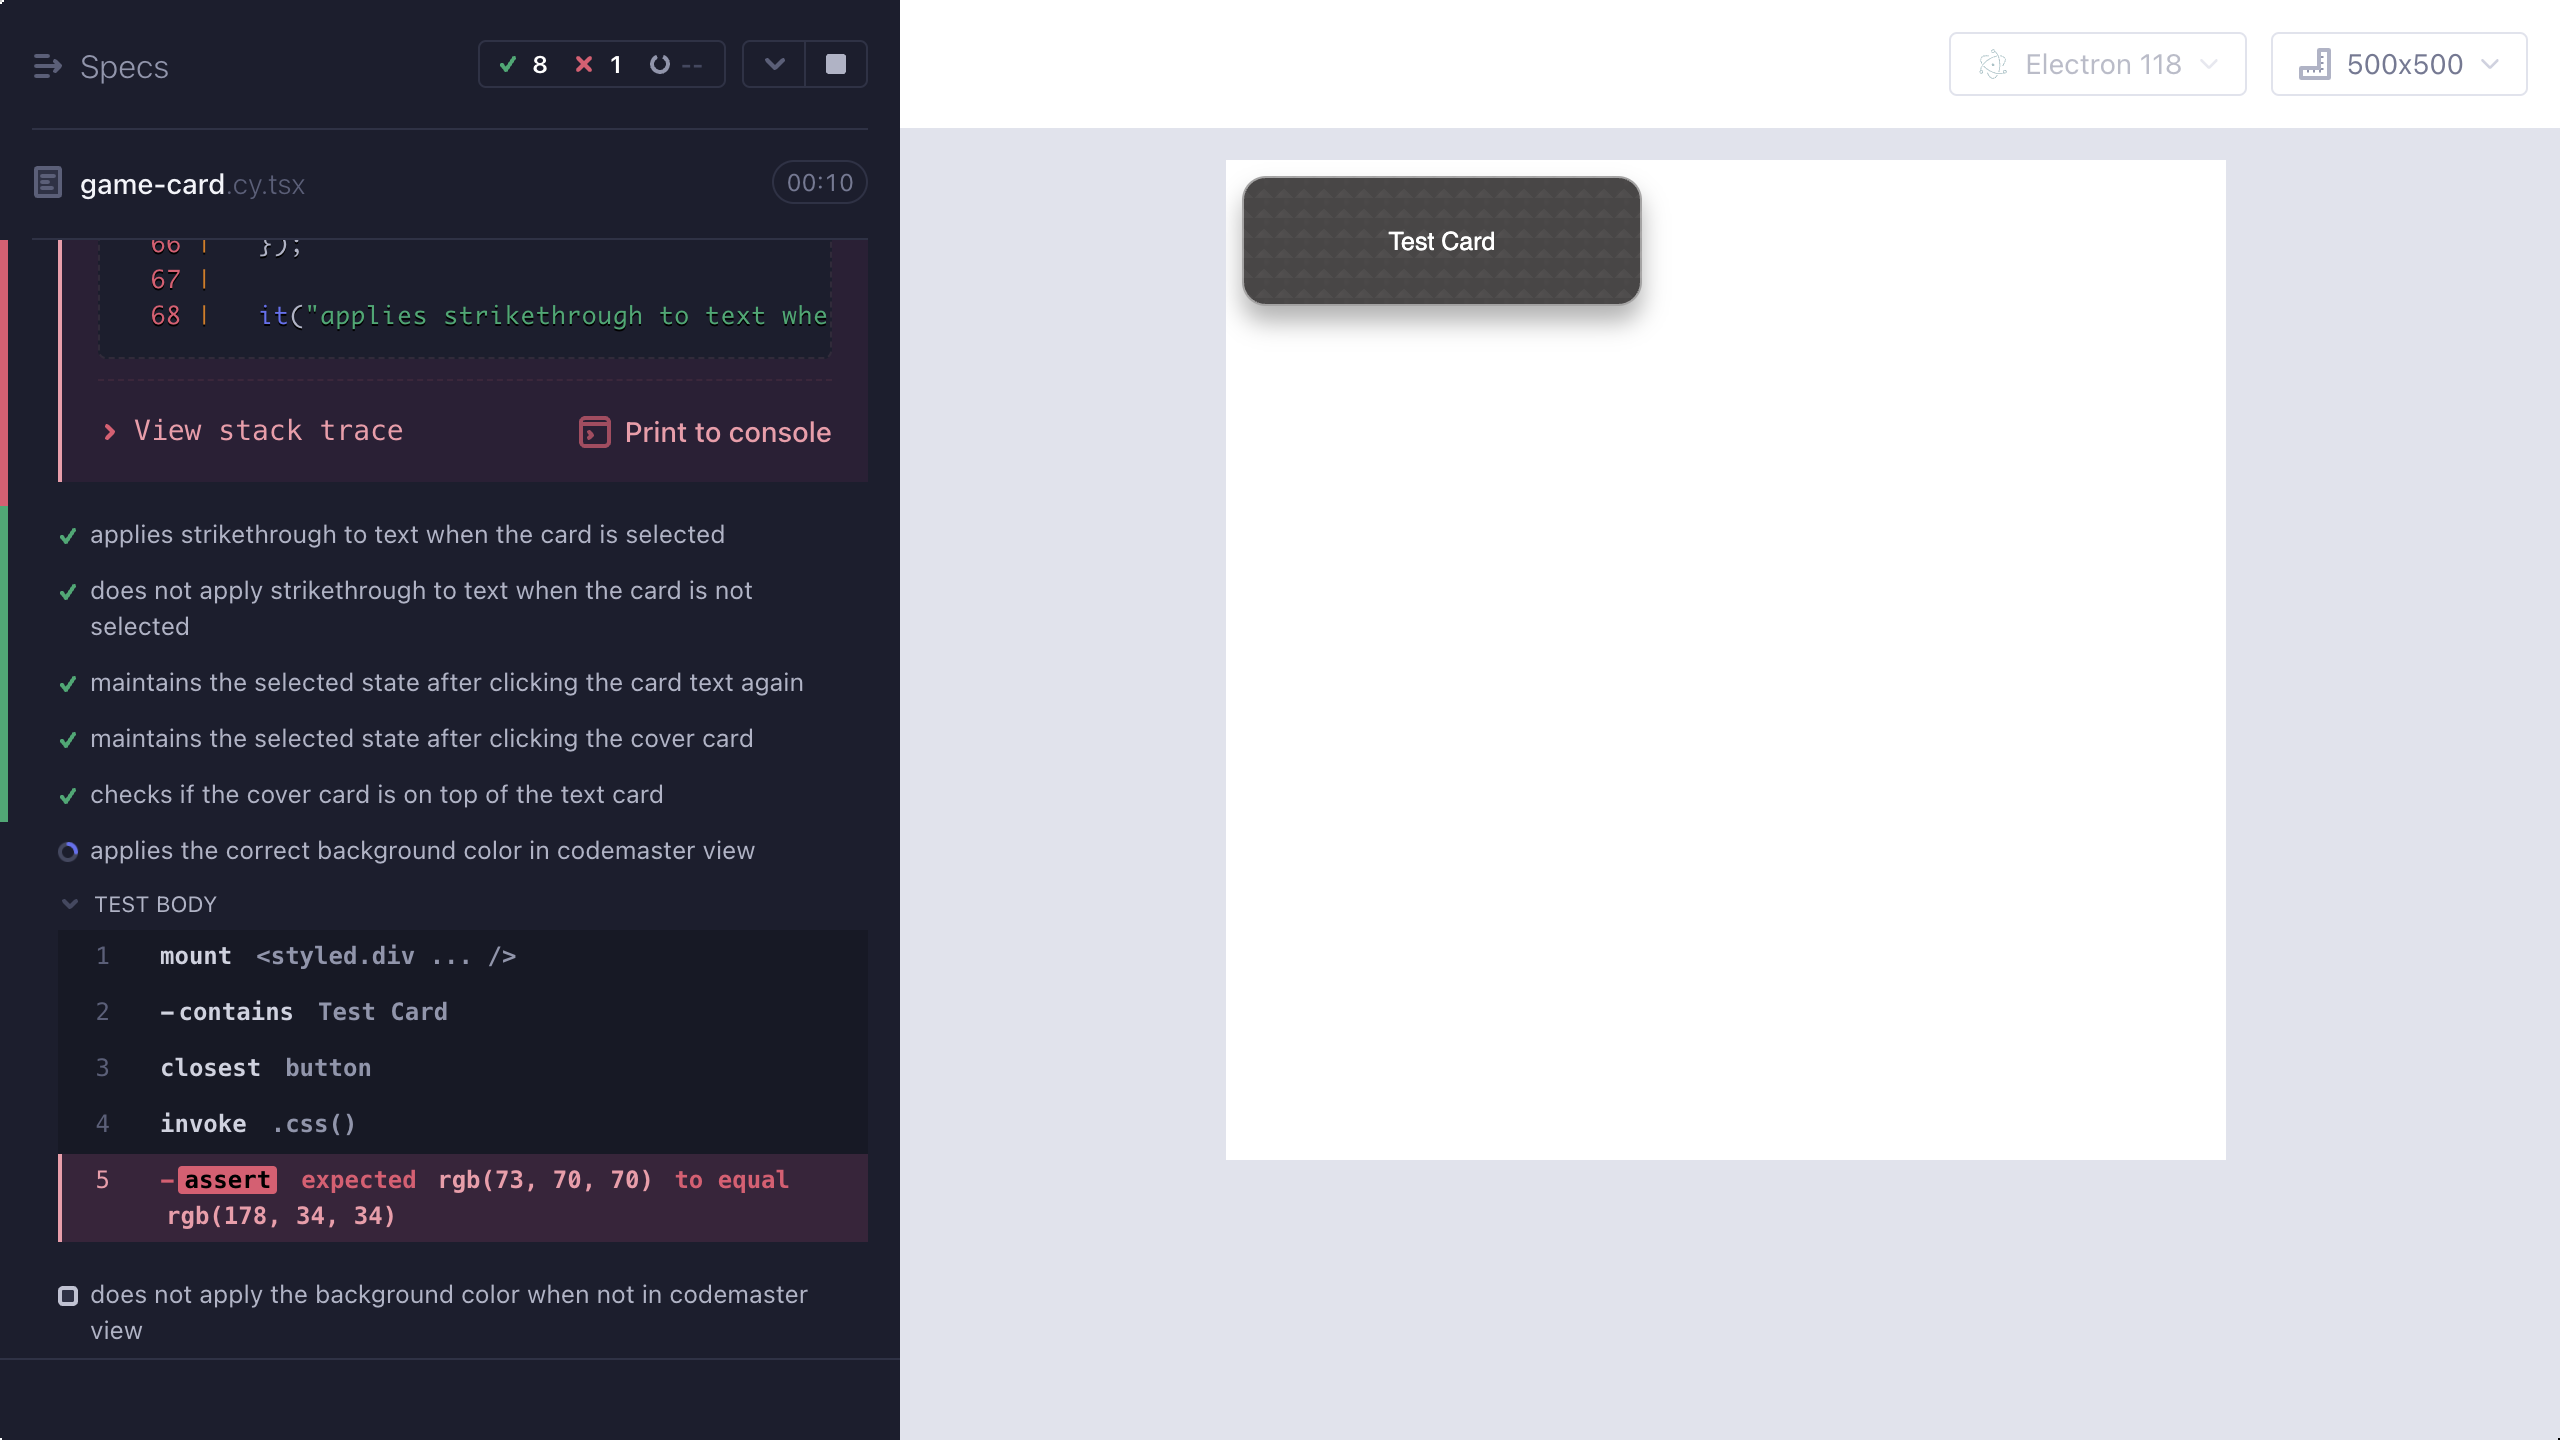 Specs
8 1 --
Electron 118
500x500
game-card.cy.tsx
00:10
66 | });
67 |
68 | it("applies strikethrough to text whe
View stack trace
Print to console
applies strikethrough to text when the card is selected
does not apply strikethrough to text when the card is not
selected
maintains the selected state after clicking the card text again
maintains the selected state after clicking the cover card
checks if the cover card is on top of the text card
applies the correct background color in codemaster view
TEST BODY
1 mount <styled.div ... />
2 -contains Test Card
3 closest button
4 invoke .css()
5 -assert expected rgb(73, 70, 70) to equal
rgb(178, 34, 34)
does not apply the background color when not in codemaster
view
Test Card